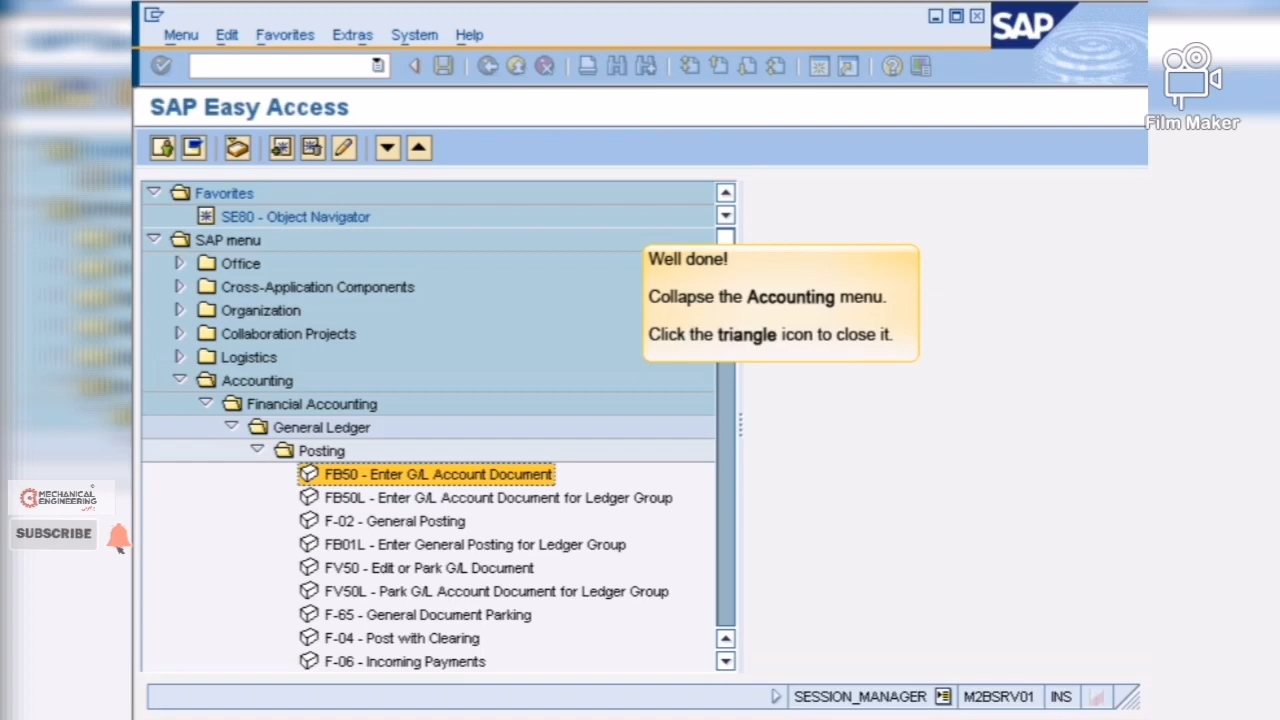 Menu Edit Favorites Extras System Help
SAP
Film Maker
SAP Easy Access
Favorites
SE80 - Object Navigator
SAP menu
Office
Cross-Application Components
Organization
Collaboration Projects
Logistics
Accounting
Financial Accounting
General Ledger
Posting
FB50 - Enter G/L Account Document
FB50L - Enter G/L Account Document for Ledger Group
F-02 - General Posting
FB01L - Enter General Posting for Ledger Group
FV50 - Edit or Park G/L Document
FV50L - Park G/L Account Document for Ledger Group
F-65 - General Document Parking
F-04 - Post with Clearing
F-06 - Incoming Payments
Well done!
Collapse the Accounting menu.
Click the triangle icon to close it.
MECHANICAL
ENGINEERING
SUBSCRIBE
SESSION_MANAGER M2BSRV01 INS